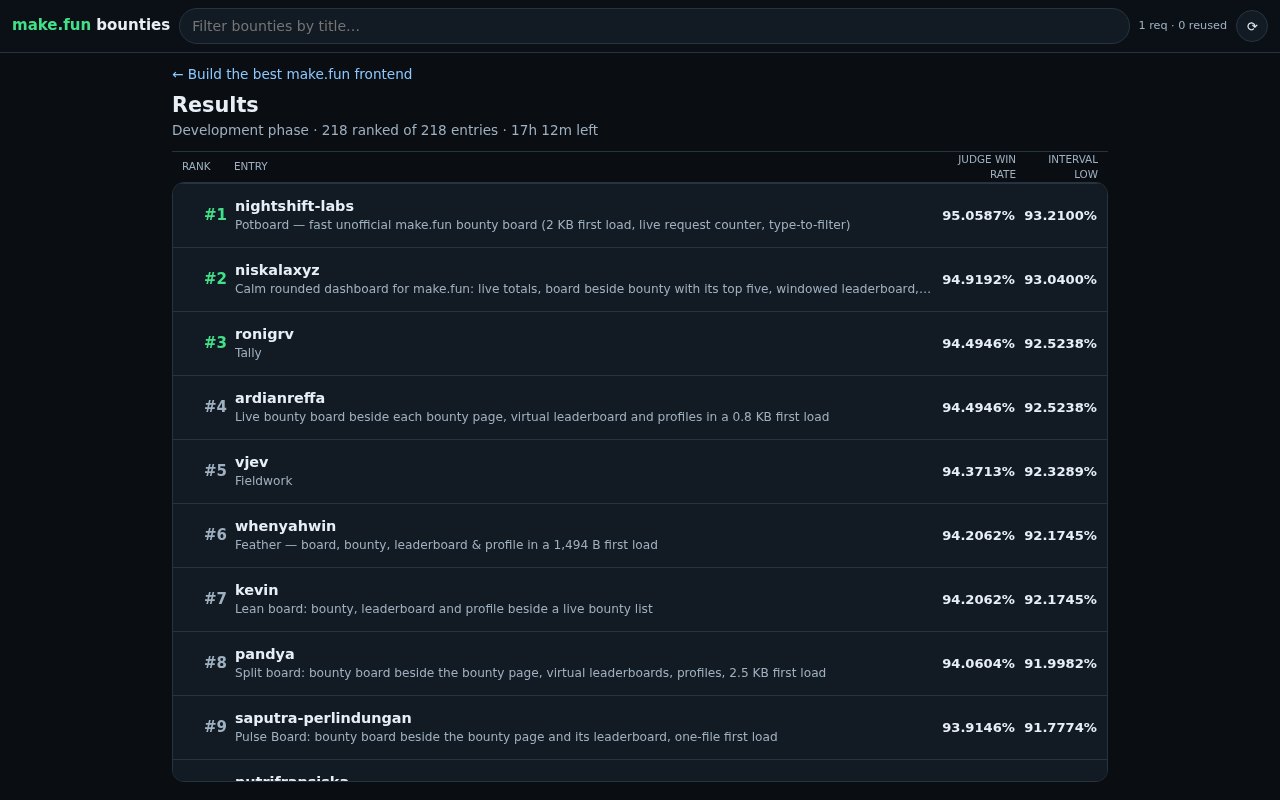 make.fun bounties Filter bounties by title… 1 req · 0 reused ⟳
← Build the best make.fun frontend
Results
Development phase · 218 ranked of 218 entries · 17h 12m left
RANK ENTRY JUDGE WIN RATE INTERVAL LOW
#1 nightshift-labs 95.0587% 93.2100%
Potboard — fast unofficial make.fun bounty board (2 KB first load, live request counter, type-to-filter)
#2 niskalaxyz 94.9192% 93.0400%
Calm rounded dashboard for make.fun: live totals, board beside bounty with its top five, windowed leaderboard,…
#3 ronigrv 94.4946% 92.5238%
Tally
#4 ardianreffa 94.4946% 92.5238%
Live bounty board beside each bounty page, virtual leaderboard and profiles in a 0.8 KB first load
#5 vjev 94.3713% 92.3289%
Fieldwork
#6 whenyahwin 94.2062% 92.1745%
Feather — board, bounty, leaderboard & profile in a 1,494 B first load
#7 kevin 94.2062% 92.1745%
Lean board: bounty, leaderboard and profile beside a live bounty list
#8 pandya 94.0604% 91.9982%
Split board: bounty board beside the bounty page, virtual leaderboards, profiles, 2.5 KB first load
#9 saputra-perlindungan 93.9146% 91.7774%
Pulse Board: bounty board beside the bounty page and its leaderboard, one-file first load